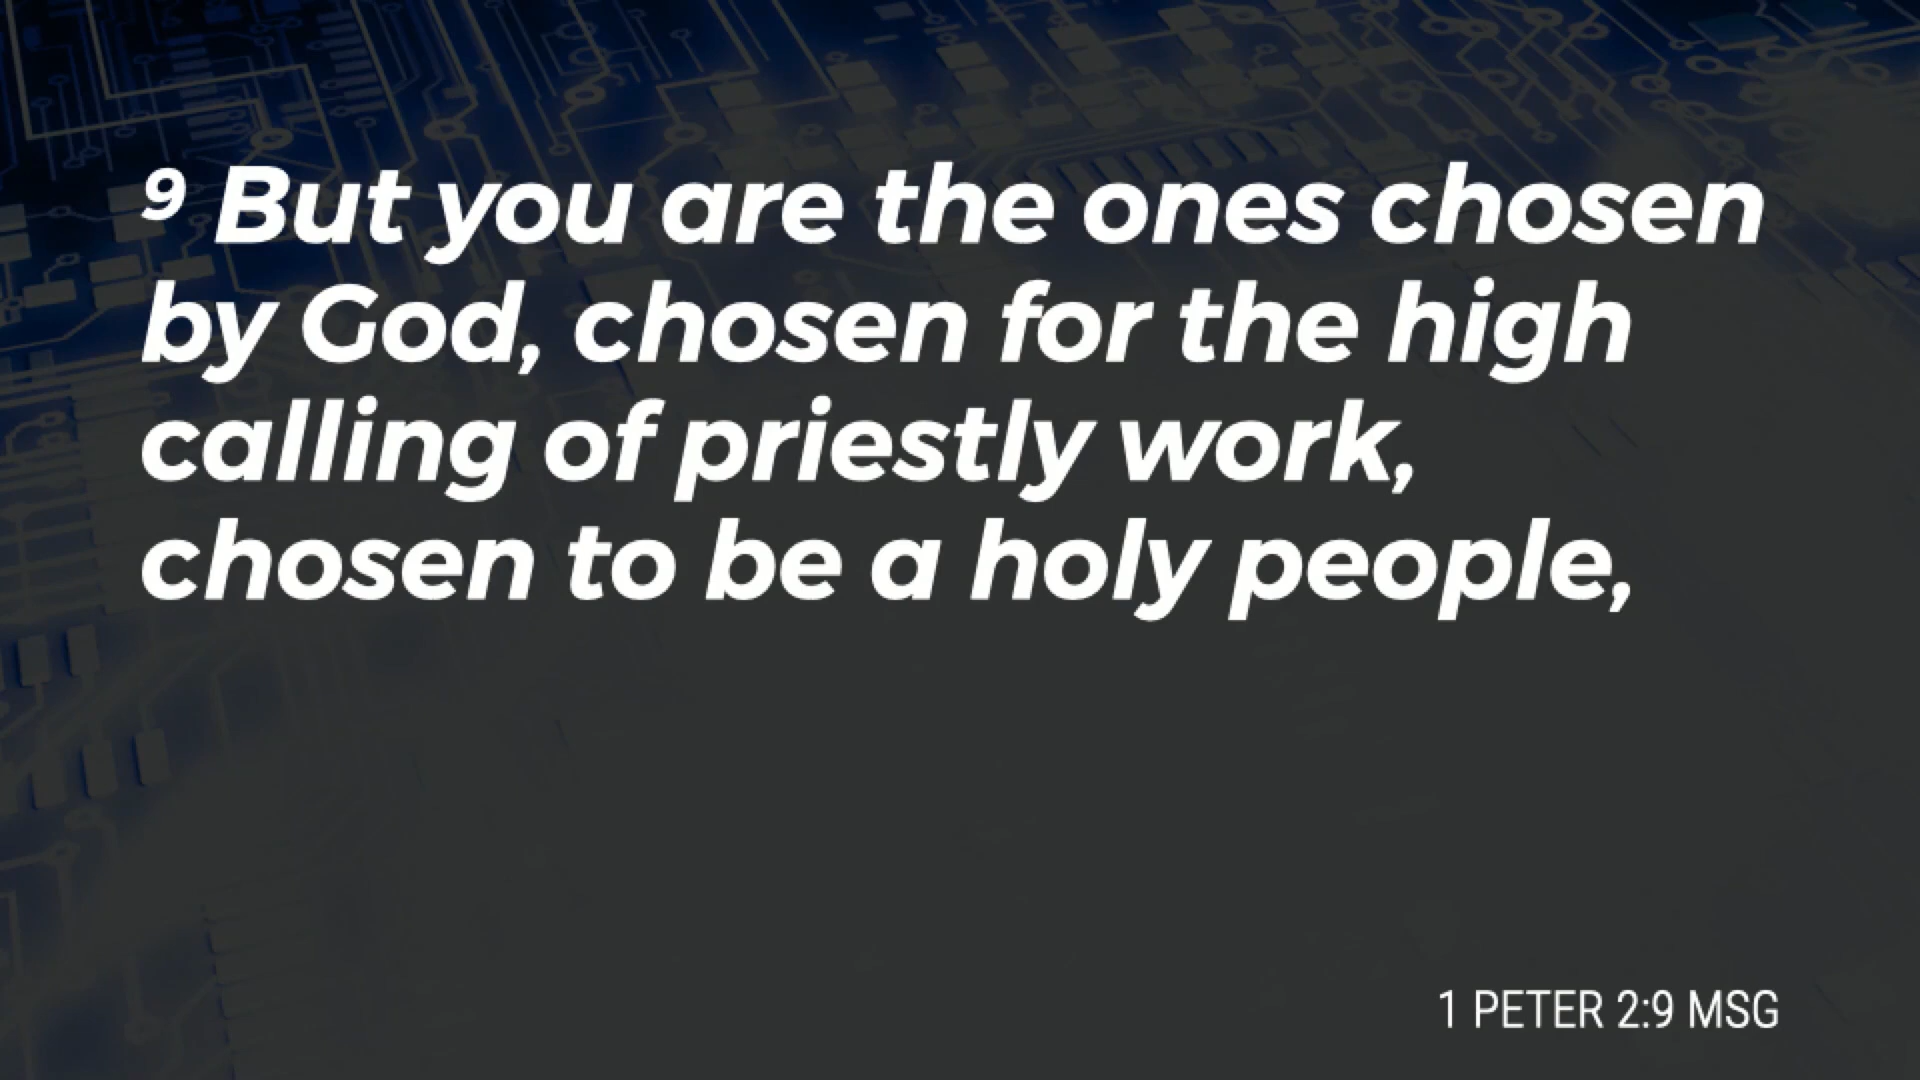 ⁹ But you are the ones chosen
by God, chosen for the high
calling of priestly work,
chosen to be a holy people,
1 PETER 2:9 MSG